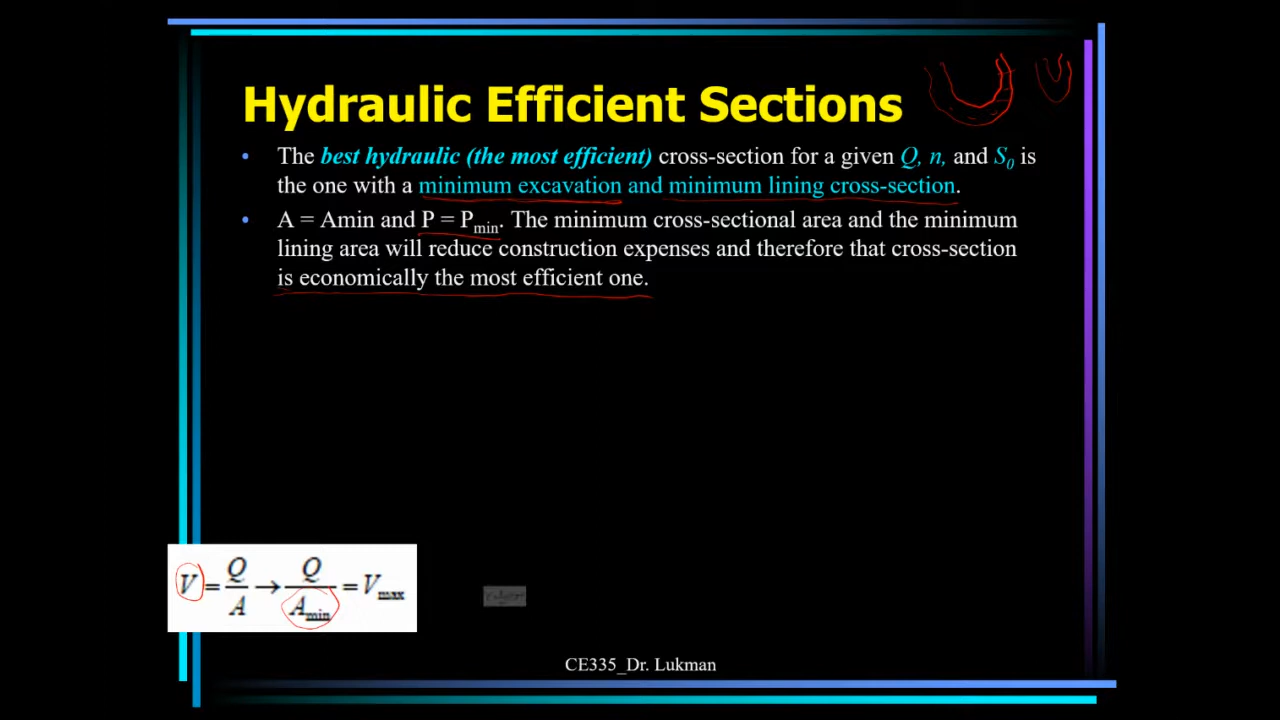 Hydraulic Efficient Sections
• The best hydraulic (the most efficient) cross-section for a given Q, n, and S0 is
the one with a minimum excavation and minimum lining cross-section.
• A = Amin and P = Pmin. The minimum cross-sectional area and the minimum
lining area will reduce construction expenses and therefore that cross-section
is economically the most efficient one.
V = Q/A → Q/Amin = Vmax
CE335_Dr. Lukman